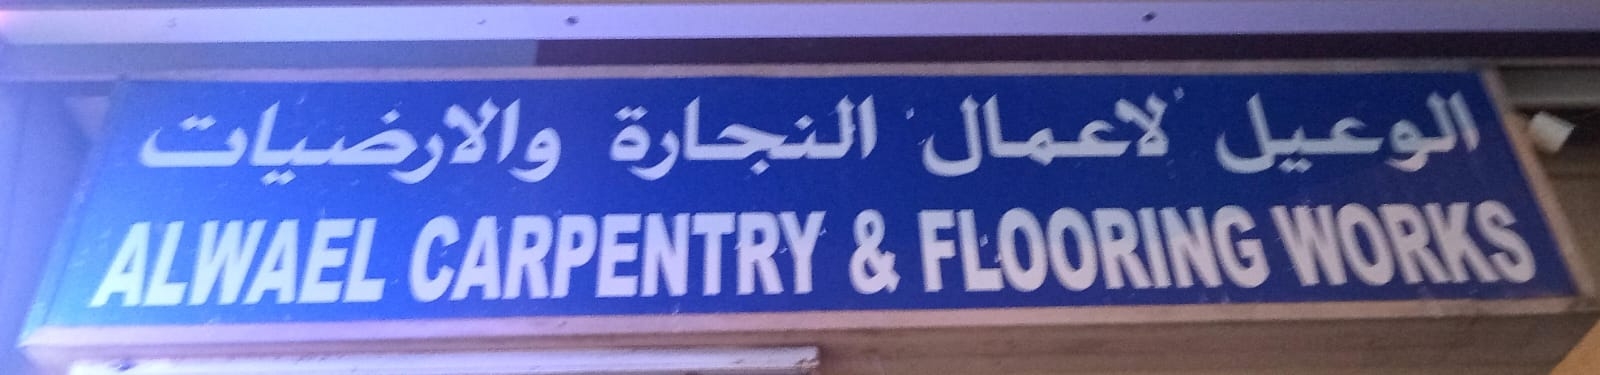 الوعيل لاعمال النجارة والارضيات
ALWAEL CARPENTRY & FLOORING WORKS